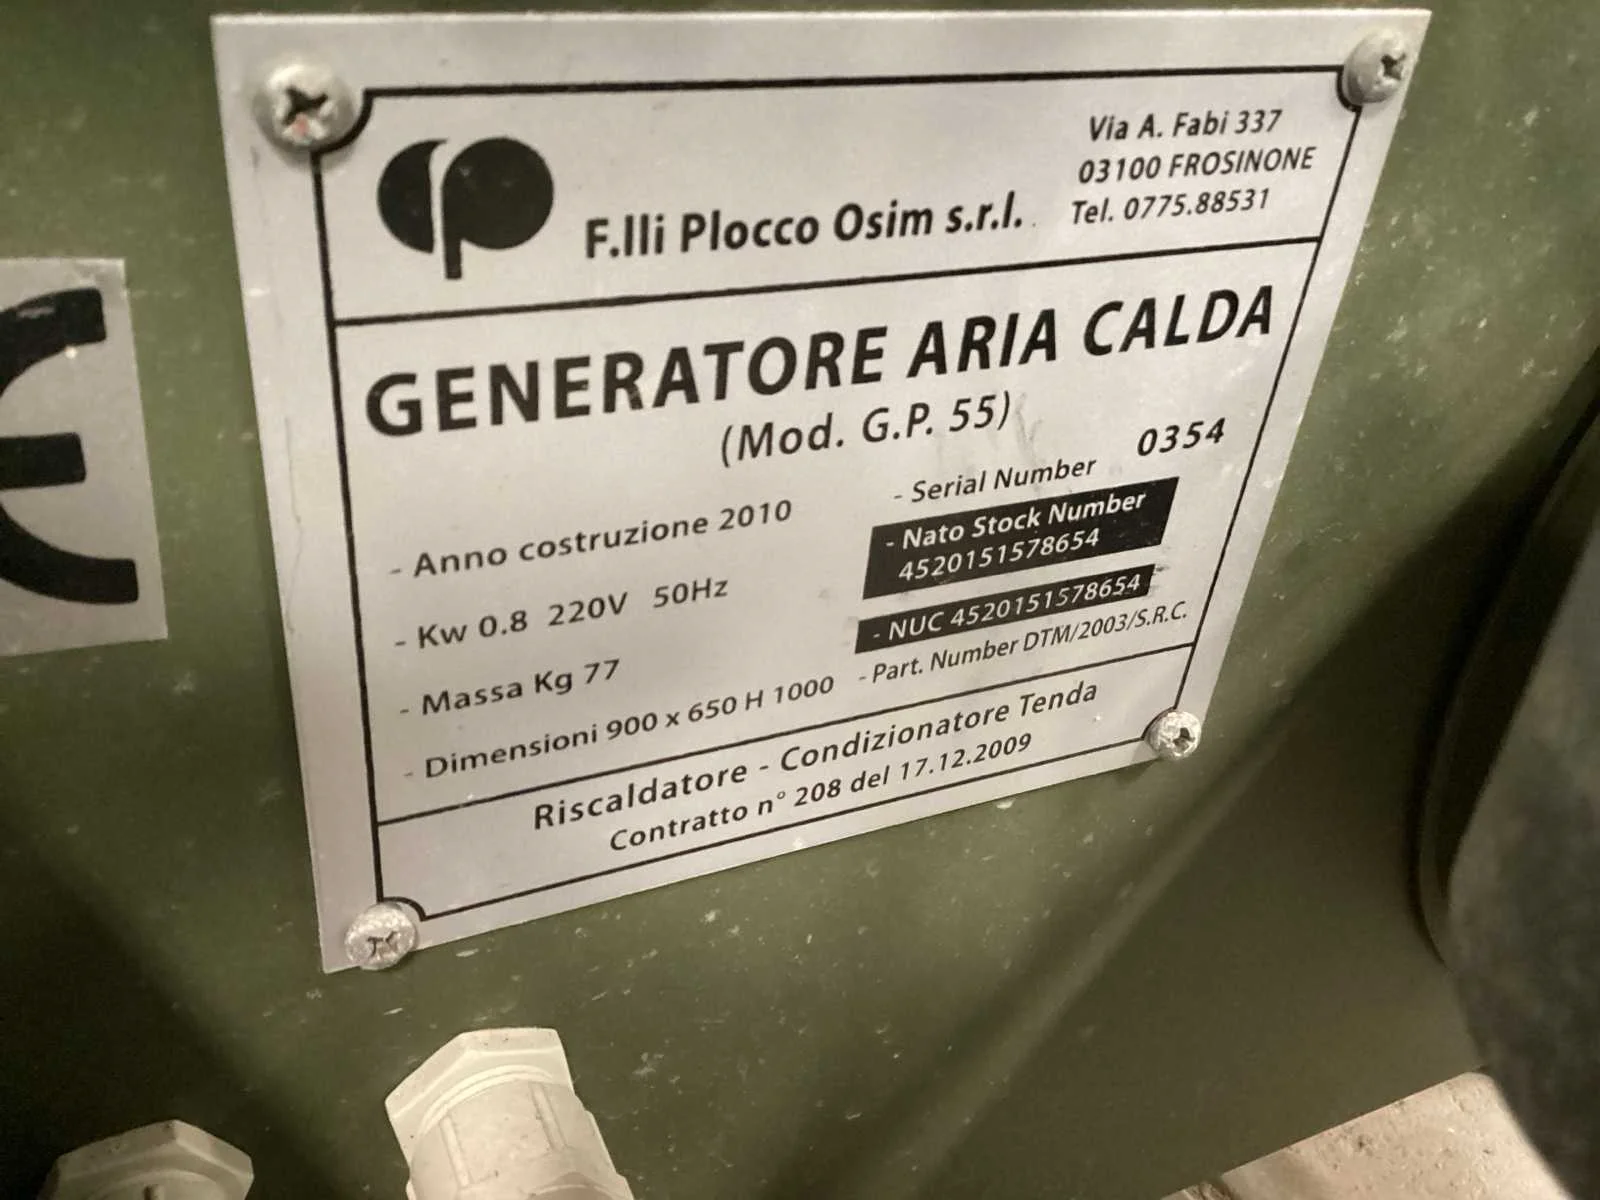 Via A. Fabi 337
03100 FROSINONE
Tel. 0775.88531
F.lli Plocco Osim s.r.l.
GENERATORE ARIA CALDA
(Mod. G.P. 55)
- Anno costruzione 2010
- Kw 0.8 220V 50Hz
- Massa Kg 77
- Dimensioni 900 x 650 H 1000
- Serial Number 0354
- Nato Stock Number
4520151578654
- NUC 4520151578654
- Part. Number DTM/2003/S.R.C.
Riscaldatore - Condizionatore Tenda
Contratto n° 208 del 17.12.2009